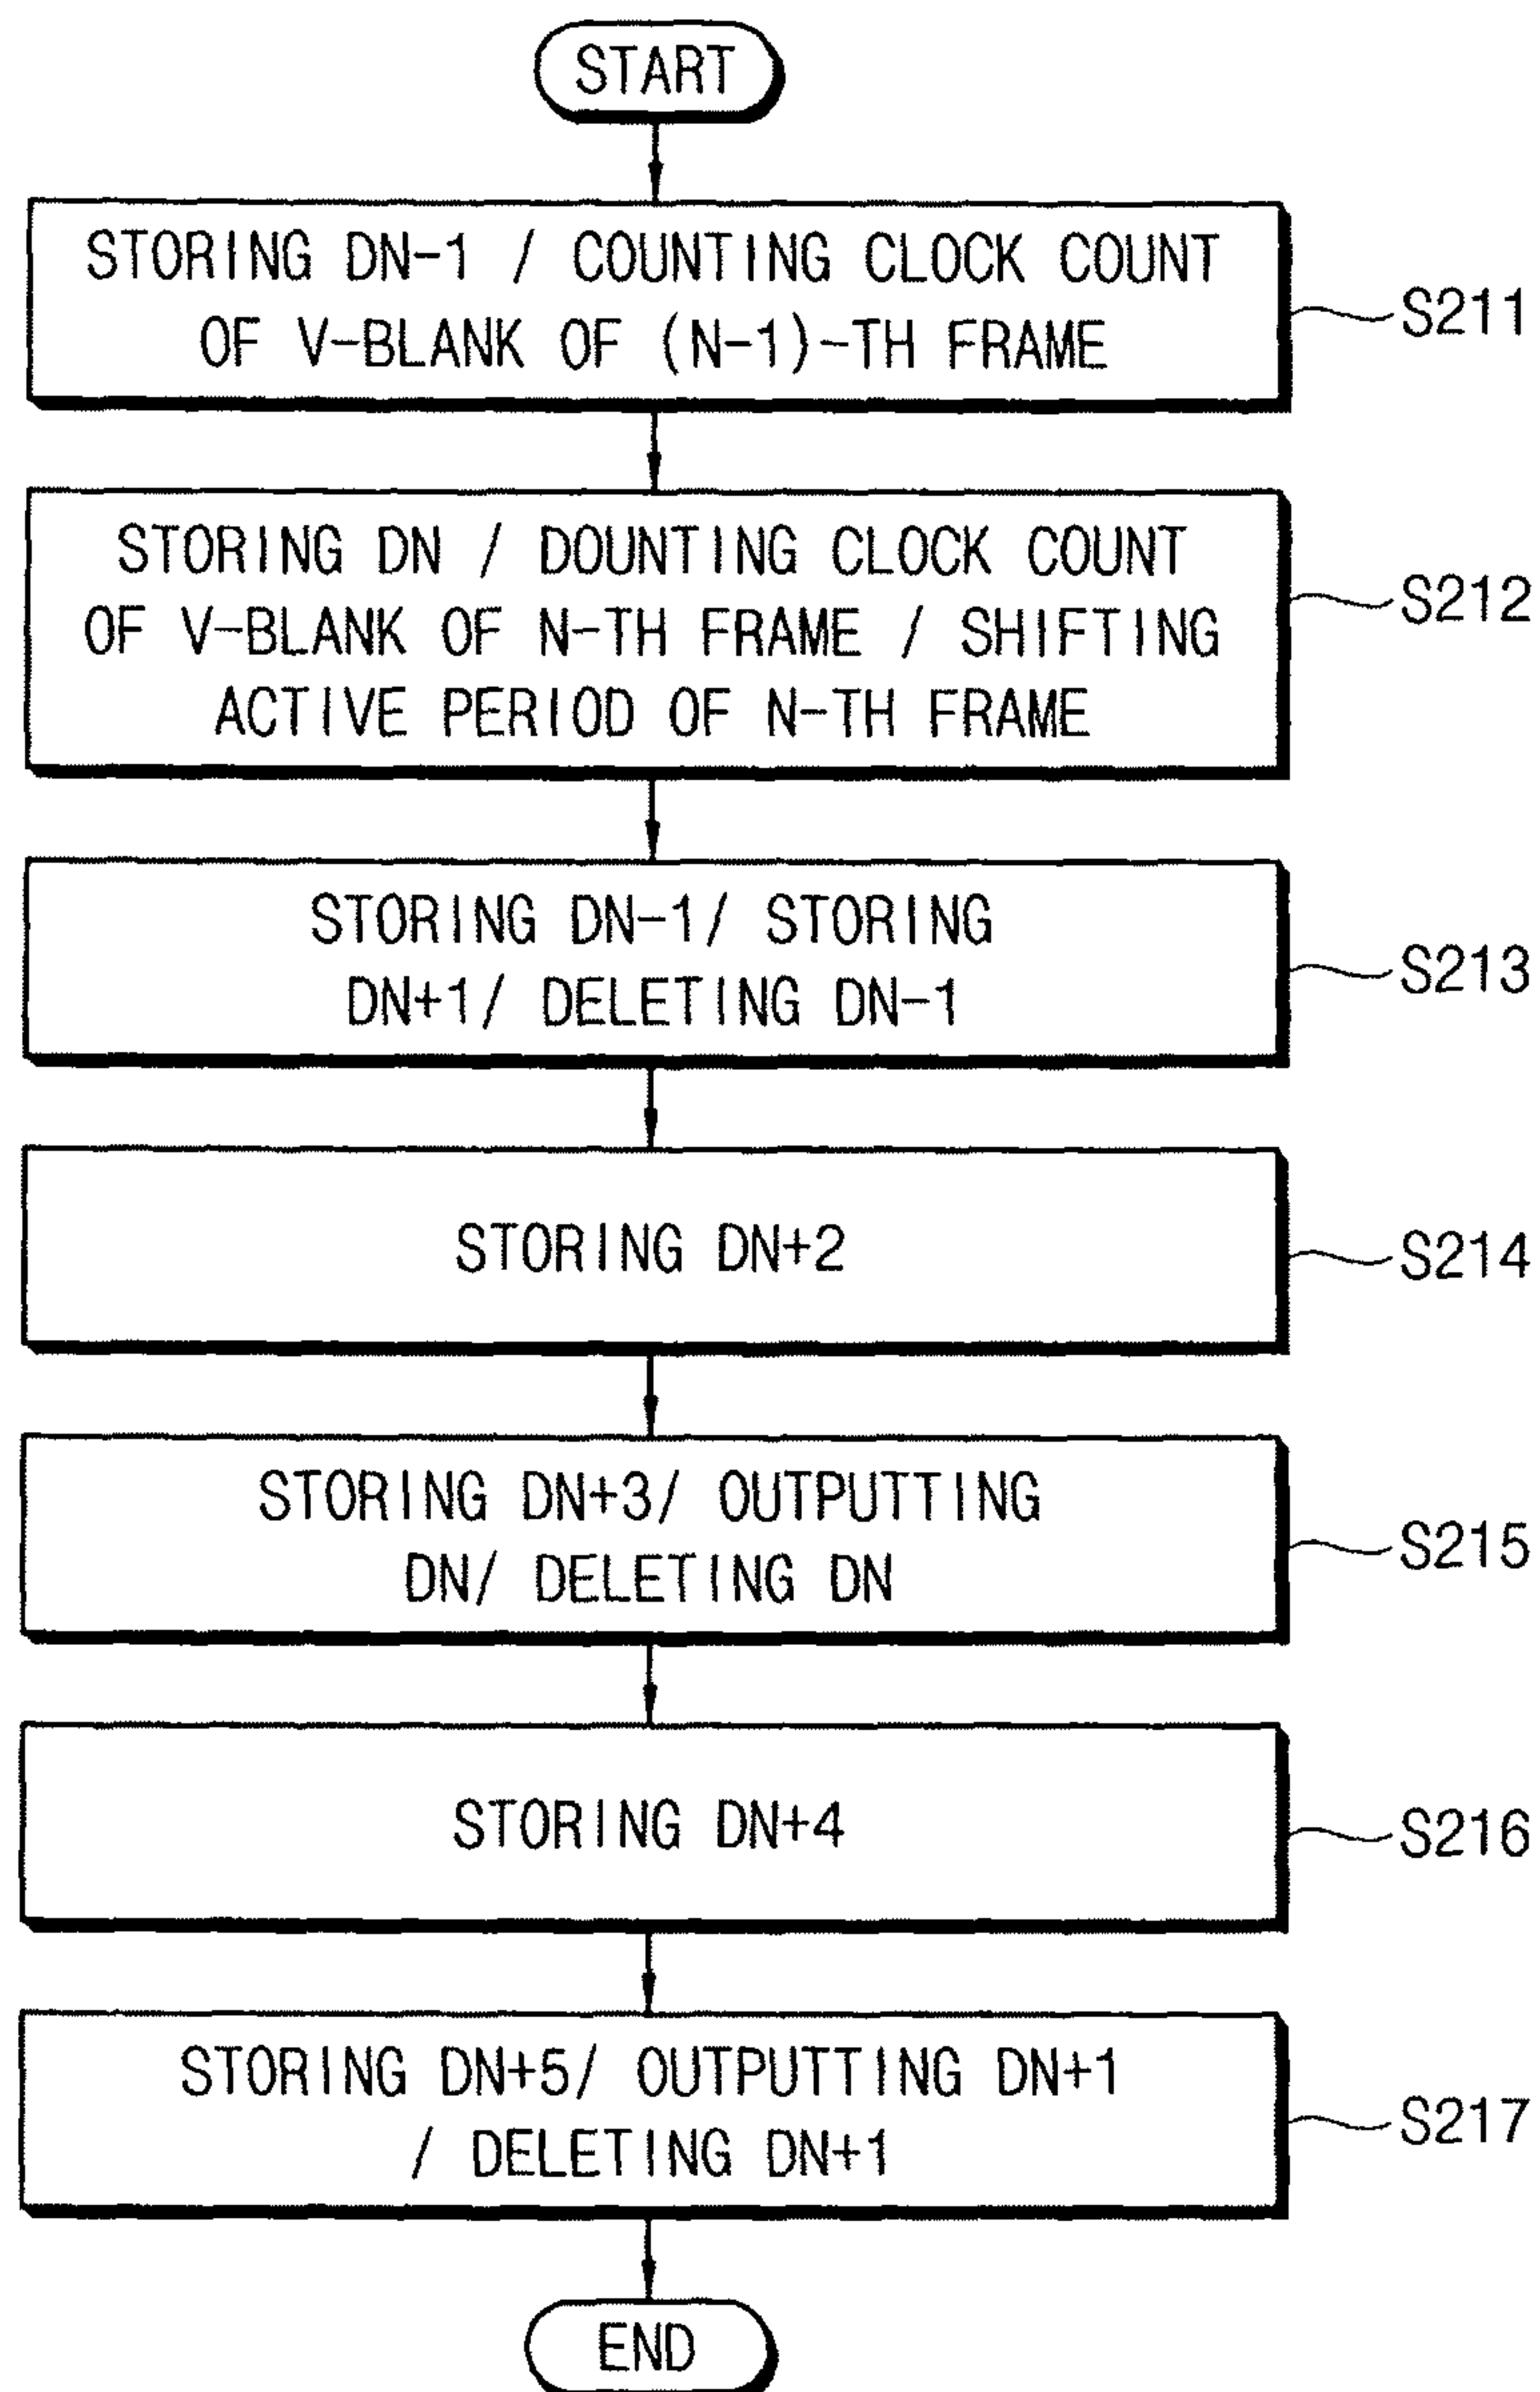 START
STORING DN-1 / COUNTING CLOCK COUNT
OF V-BLANK OF (N-1)-TH FRAME
S211
STORING DN / DOUNTING CLOCK COUNT
OF V-BLANK OF N-TH FRAME / SHIFTING
ACTIVE PERIOD OF N-TH FRAME
S212
STORING DN-1/ STORING
DN+1/ DELETING DN-1
S213
STORING DN+2
S214
STORING DN+3/ OUTPUTTING
DN/ DELETING DN
S215
STORING DN+4
S216
STORING DN+5/ OUTPUTTING DN+1
/ DELETING DN+1
S217
END